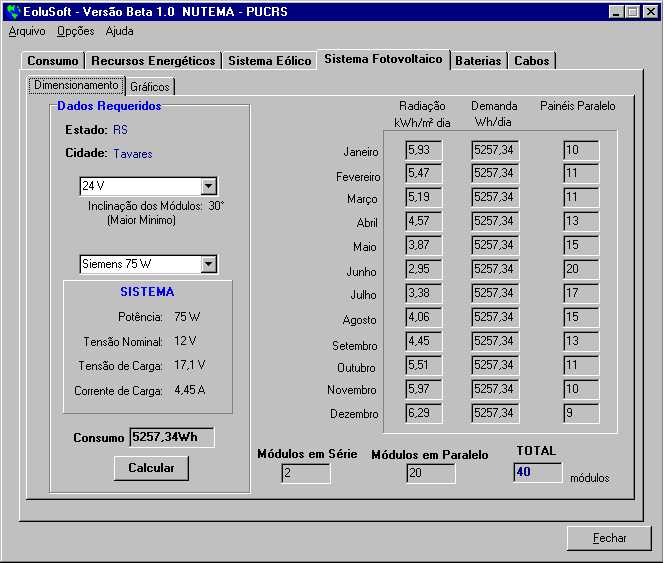 EoluSoft - Versão Beta 1.0 NUTEMA - PUCRS
Arquivo Opções Ajuda
Consumo Recursos Energéticos Sistema Eólico Sistema Fotovoltaico Baterias Cabos
Dimensionamento Gráficos
Dados Requeridos
Estado: RS
Cidade: Tavares
24 V
Inclinação dos Módulos: 30°
(Maior Minimo)
Siemens 75 W
SISTEMA
Potência: 75 W
Tensão Nominal: 12 V
Tensão de Carga: 17,1 V
Corrente de Carga: 4,45 A
Consumo 5257,34Wh
Calcular
Radiação Demanda Painéis Paralelo
kWh/m² dia Wh/dia
Janeiro 5,93 5257,34 10
Fevereiro 5,47 5257,34 11
Março 5,19 5257,34 11
Abril 4,57 5257,34 13
Maio 3,87 5257,34 15
Junho 2,95 5257,34 20
Julho 3,38 5257,34 17
Agosto 4,06 5257,34 15
Setembro 4,45 5257,34 13
Outubro 5,51 5257,34 11
Novembro 5,97 5257,34 10
Dezembro 6,29 5257,34 9
Módulos em Série Módulos em Paralelo TOTAL
2 20 40 módulos
Fechar